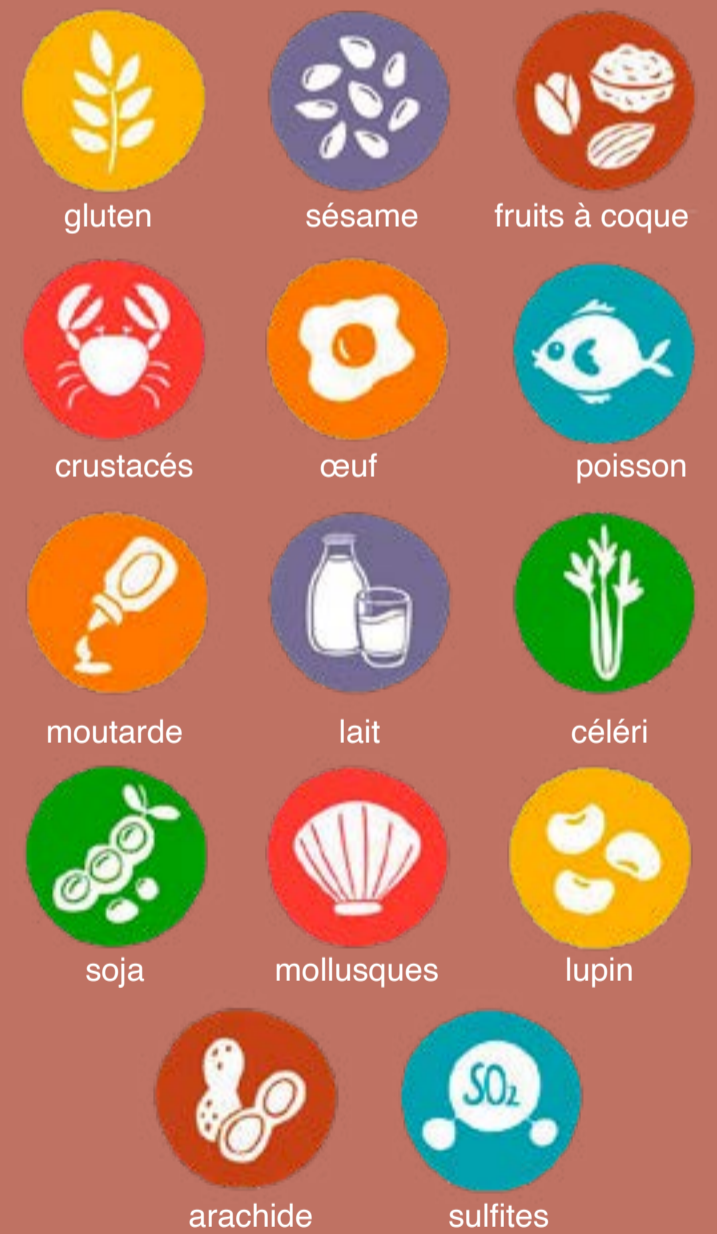 gluten
sésame
fruits à coque
crustacés
œuf
poisson
moutarde
lait
céléri
soja
mollusques
lupin
SO₂
arachide
sulfites